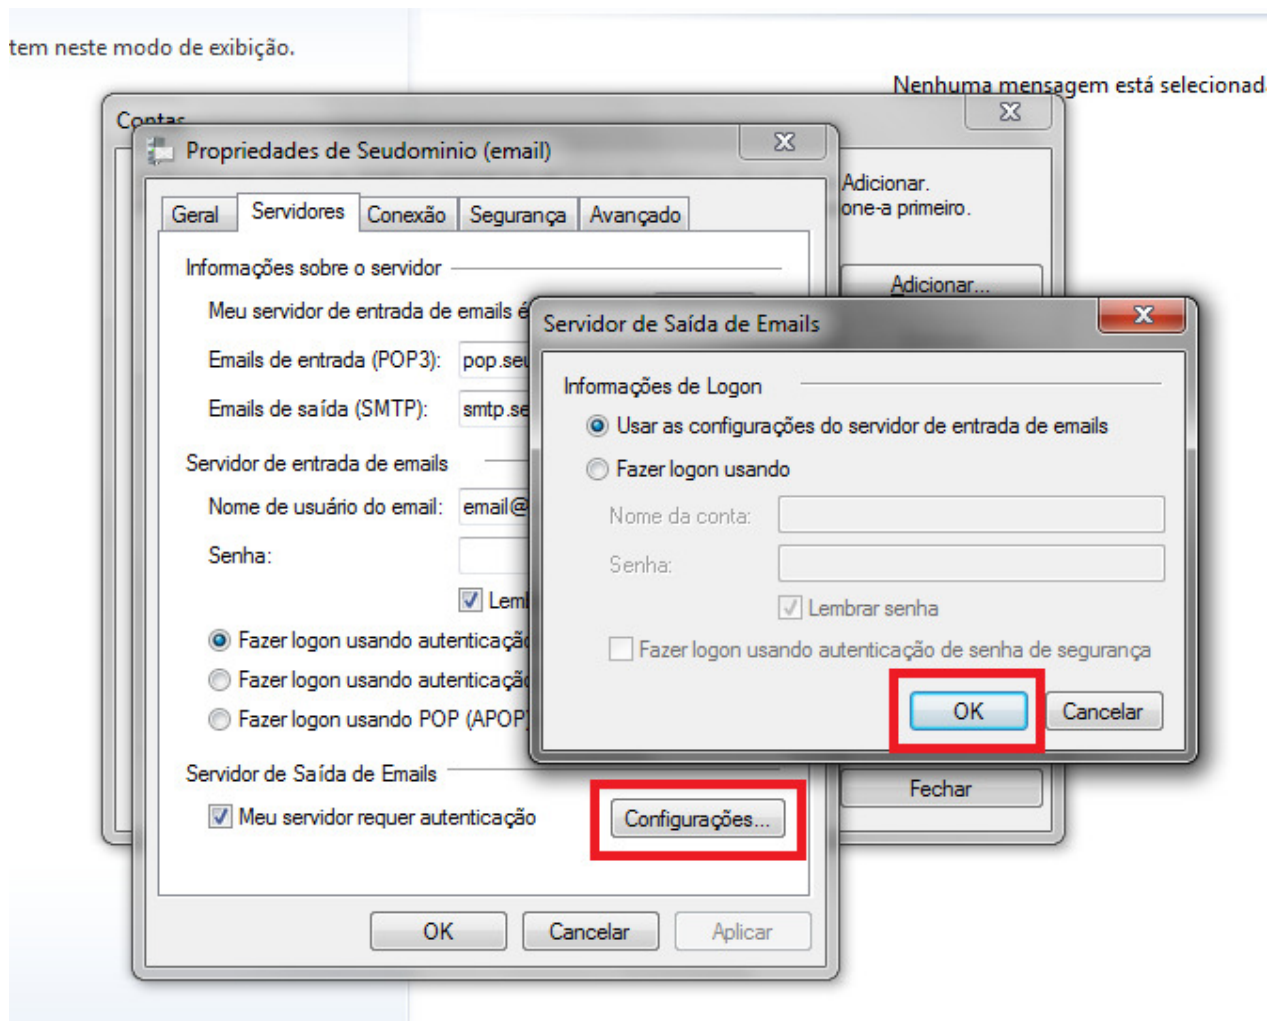 tem neste modo de exibição.
Nenhuma mensagem está selecionad
Contas
Propriedades de Seudominio (email)
Adicionar.
one-a primeiro.
Geral Servidores Conexão Segurança Avançado
Informações sobre o servidor
Adicionar...
Meu servidor de entrada de emails é
Emails de entrada (POP3): pop.seu
Emails de saída (SMTP): smtp.se
Servidor de entrada de emails
Nome de usuário do email: email@
Senha:
Lem
Fazer logon usando autenticação
Fazer logon usando autenticação
Fazer logon usando POP (APOP)
Servidor de Saída de Emails
Meu servidor requer autenticação
Configurações...
OK Cancelar Aplicar
Servidor de Saída de Emails
Informações de Logon
Usar as configurações do servidor de entrada de emails
Fazer logon usando
Nome da conta:
Senha:
Lembrar senha
Fazer logon usando autenticação de senha de segurança
OK Cancelar
Fechar